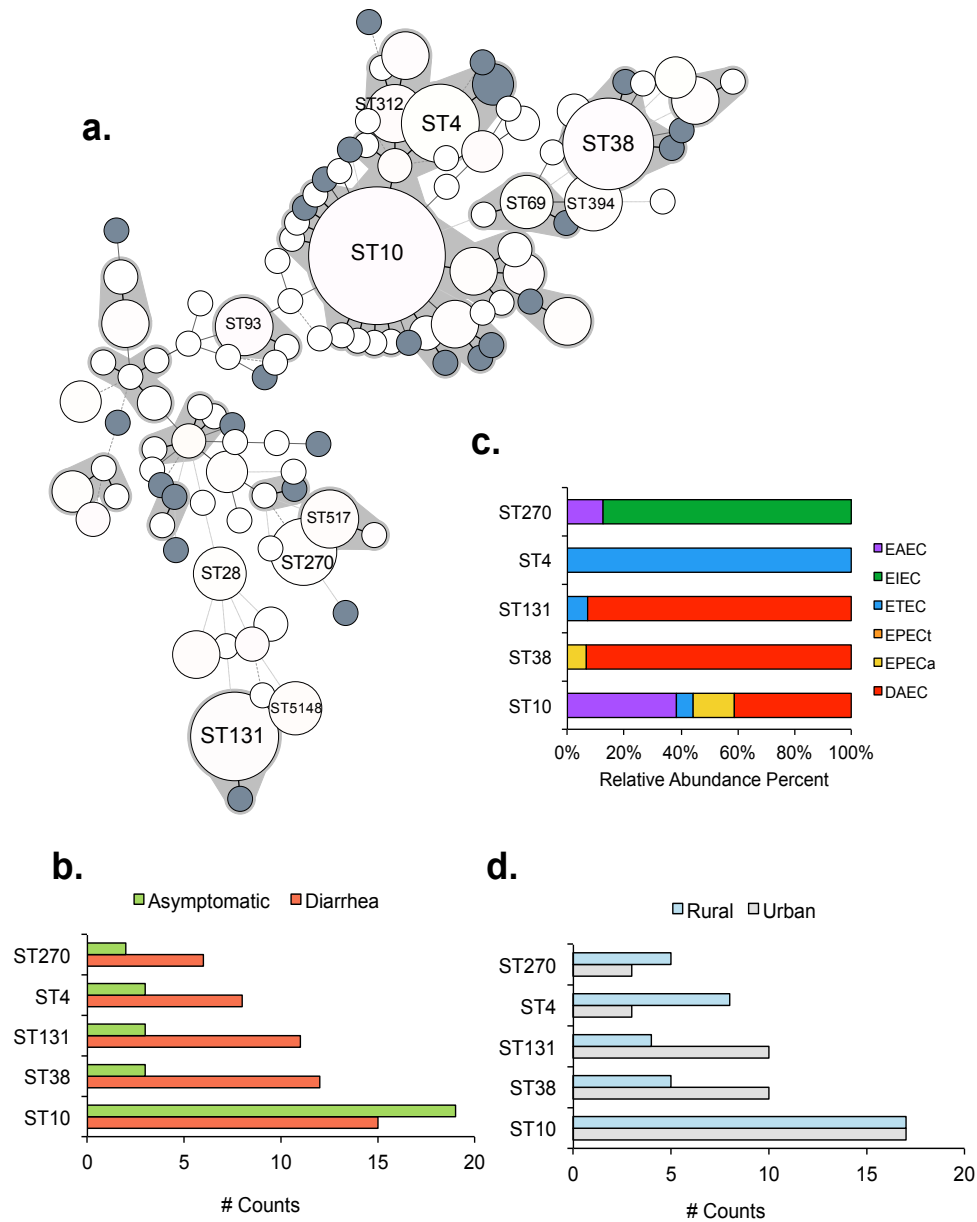 a.
ST312
ST4
ST38
ST69
ST394
ST10
ST93
ST517
ST270
ST28
ST5148
ST131
c.
ST270
ST4
ST131
ST38
ST10
0% 20% 40% 60% 80% 100%
Relative Abundance Percent
EAEC
EIEC
ETEC
EPECt
EPECa
DAEC
b.
Asymptomatic Diarrhea
ST270
ST4
ST131
ST38
ST10
0 5 10 15 20
# Counts
d.
Rural Urban
ST270
ST4
ST131
ST38
ST10
0 5 10 15 20
# Counts